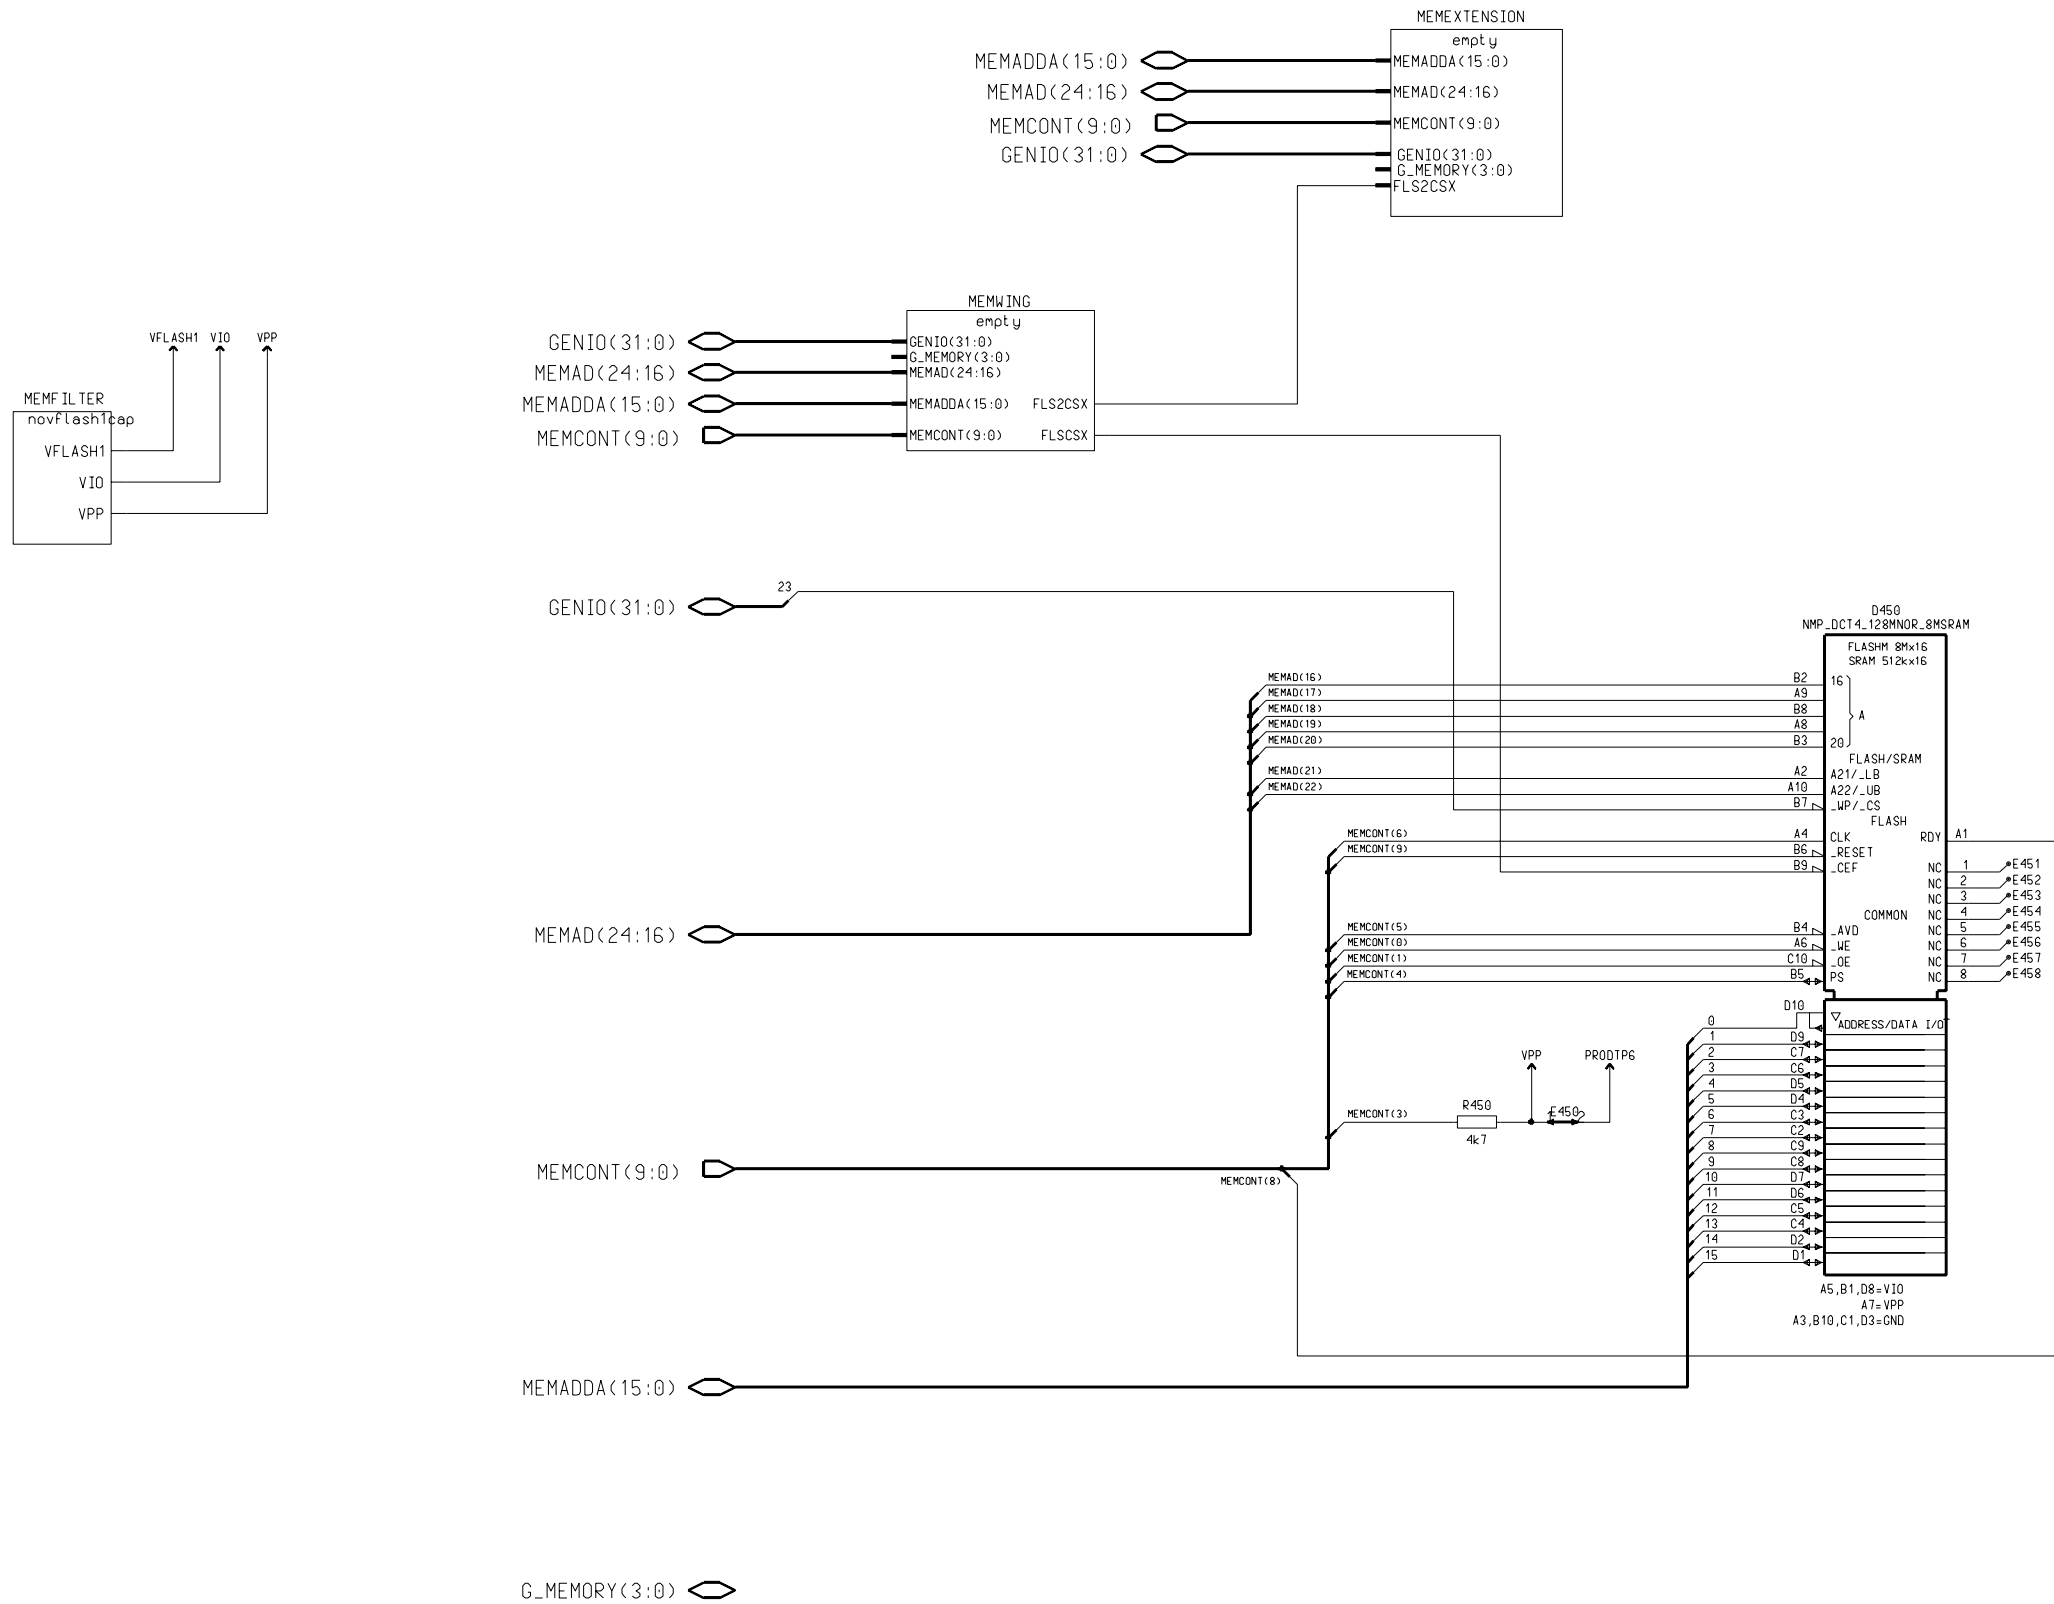 MEMEXTENSION
empty
MEMADDA(15:0) MEMADDA(15:0)
MEMAD(24:16) MEMAD(24:16)
MEMCONT(9:0) MEMCONT(9:0)
GENIO(31:0) GENIO(31:0)
G_MEMORY(3:0)
FLS2CSX
MEMWING
empty
GENIO(31:0) GENIO(31:0)
G_MEMORY(3:0)
MEMAD(24:16) MEMAD(24:16)
MEMADDA(15:0) MEMADDA(15:0) FLS2CSX
MEMCONT(9:0) MEMCONT(9:0) FLSCSX
VFLASH1 VIO VPP
MEMFILTER
novflash1cap
VFLASH1
VIO
VPP
GENIO(31:0) 23
D450
NMP_DCT4_128MNOR_8MSRAM
FLASHM 8Mx16
SRAM 512kx16
MEMAD(16) B2 16
MEMAD(17) A9
MEMAD(18) B8 A
MEMAD(19) A8
MEMAD(20) B3 20
FLASH/SRAM
MEMAD(21) A2 A21/_LB
MEMAD(22) A10 A22/_UB
B7 _WP/_CS
FLASH
MEMCONT(6) A4 CLK RDY A1
MEMCONT(9) B6 _RESET
B9 _CEF NC 1 E451
NC 2 E452
NC 3 E453
COMMON NC 4 E454
MEMCONT(5) B4 _AVD NC 5 E455
MEMCONT(0) A6 _WE NC 6 E456
MEMCONT(1) C10 _OE NC 7 E457
MEMCONT(4) B5 PS NC 8 E458
MEMAD(24:16)
0 D10 ADDRESS/DATA I/O
1 D9
2 C7
3 C6
4 D5
5 D4
6 C3
7 C2
8 C9
9 C8
10 D7
11 D6
12 C5
13 C4
14 D2
15 D1
VPP PRODTP6
MEMCONT(3) R450 E450
4k7
MEMCONT(9:0)
MEMCONT(8)
A5,B1,D8=VIO
A7=VPP
A3,B10,C1,D3=GND
MEMADDA(15:0)
G_MEMORY(3:0)